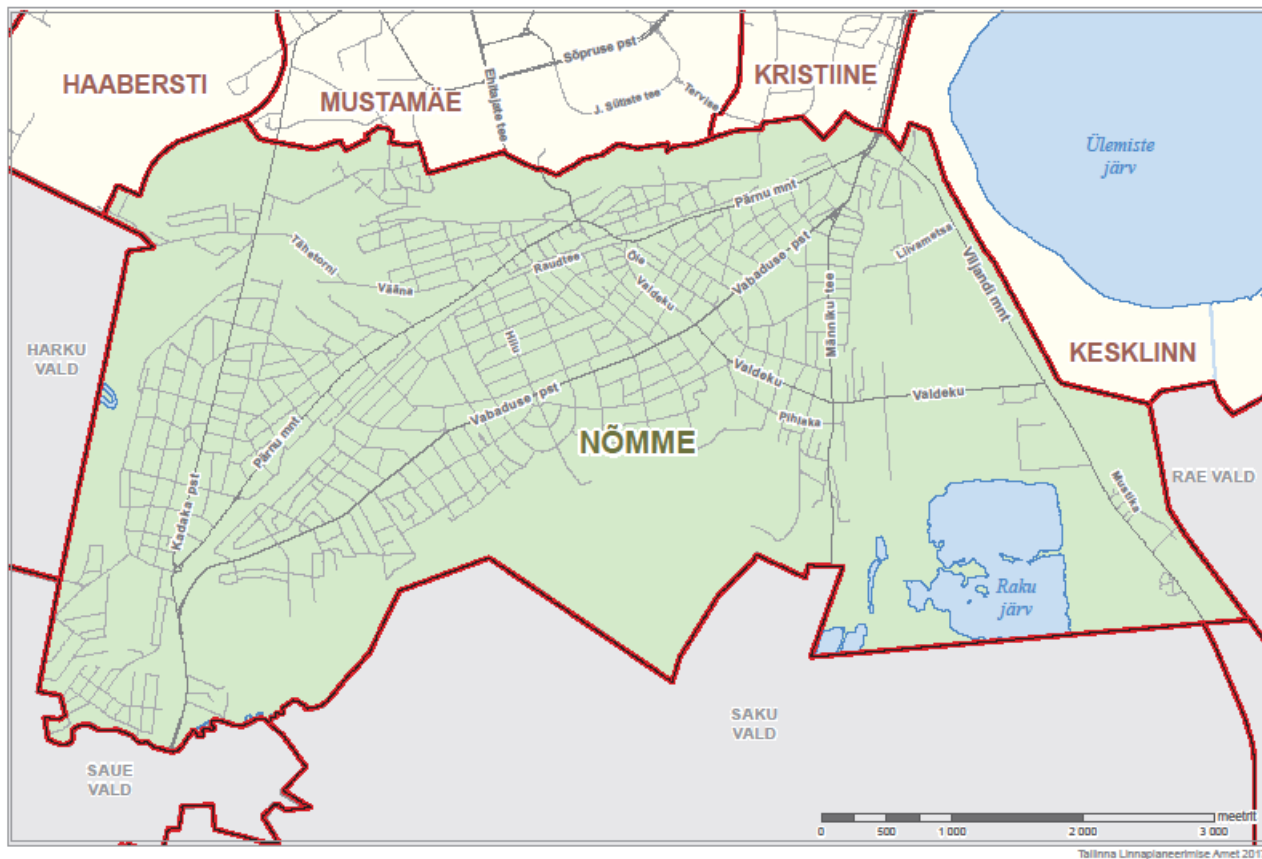 HAABERSTI
MUSTAMÄE
KRISTIINE
Sõpruse pst
Ehitajate tee
J. Sütiste tee
Tervise
Ülemiste
järv
Pärnu mnt
Tähetorni
Vääna
Raudtee
Õie
Valdeku
Vabaduse pst
Liivametsa
Viljandi mnt
Männiku tee
HARKU
VALD
Hiiu
KESKLINN
Valdeku
Valdeku
Vabaduse pst
Pihlaka
Pärnu mnt
NÕMME
Kadaka pst
RAE VALD
Mustika
Raku
järv
SAKU
VALD
SAUE
VALD
meetrit
0 500 1 000 2 000 3 000
Tallinna Linnaplaneerimise Amet 2017